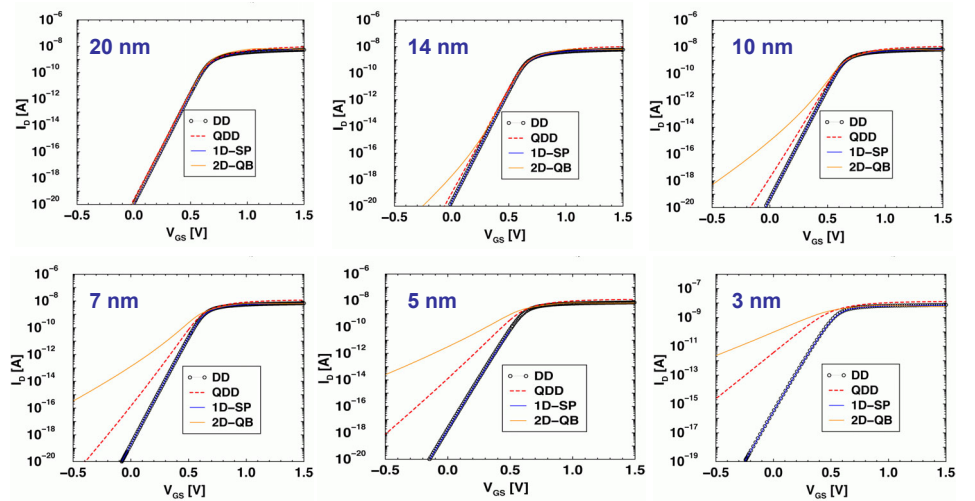 20 nm
10⁻⁶
10⁻⁸
10⁻¹⁰
10⁻¹²
10⁻¹⁴
10⁻¹⁶
10⁻¹⁸
10⁻²⁰
I_D [A]
DD
QDD
1D−SP
2D−QB
−0.5 0.0 0.5 1.0 1.5
V_GS [V]
14 nm
10⁻⁶
10⁻⁸
10⁻¹⁰
10⁻¹²
10⁻¹⁴
10⁻¹⁶
10⁻¹⁸
10⁻²⁰
I_D [A]
DD
QDD
1D−SP
2D−QB
−0.5 0.0 0.5 1.0 1.5
V_GS [V]
10 nm
10⁻⁶
10⁻⁸
10⁻¹⁰
10⁻¹²
10⁻¹⁴
10⁻¹⁶
10⁻¹⁸
10⁻²⁰
I_D [A]
DD
QDD
1D−SP
2D−QB
−0.5 0.0 0.5 1.0 1.5
V_GS [V]
7 nm
10⁻⁶
10⁻⁸
10⁻¹⁰
10⁻¹²
10⁻¹⁴
10⁻¹⁶
10⁻¹⁸
10⁻²⁰
I_D [A]
DD
QDD
1D−SP
2D−QB
−0.5 0.0 0.5 1.0 1.5
V_GS [V]
5 nm
10⁻⁶
10⁻⁸
10⁻¹⁰
10⁻¹²
10⁻¹⁴
10⁻¹⁶
10⁻¹⁸
10⁻²⁰
I_D [A]
DD
QDD
1D−SP
2D−QB
−0.5 0.0 0.5 1.0 1.5
V_GS [V]
3 nm
10⁻³
10⁻⁵
10⁻⁷
10⁻⁹
10⁻¹¹
10⁻¹³
10⁻¹⁵
10⁻¹⁷
10⁻¹⁹
I_D [A]
DD
QDD
1D−SP
2D−QB
−0.5 0.0 0.5 1.0 1.5
V_GS [V]